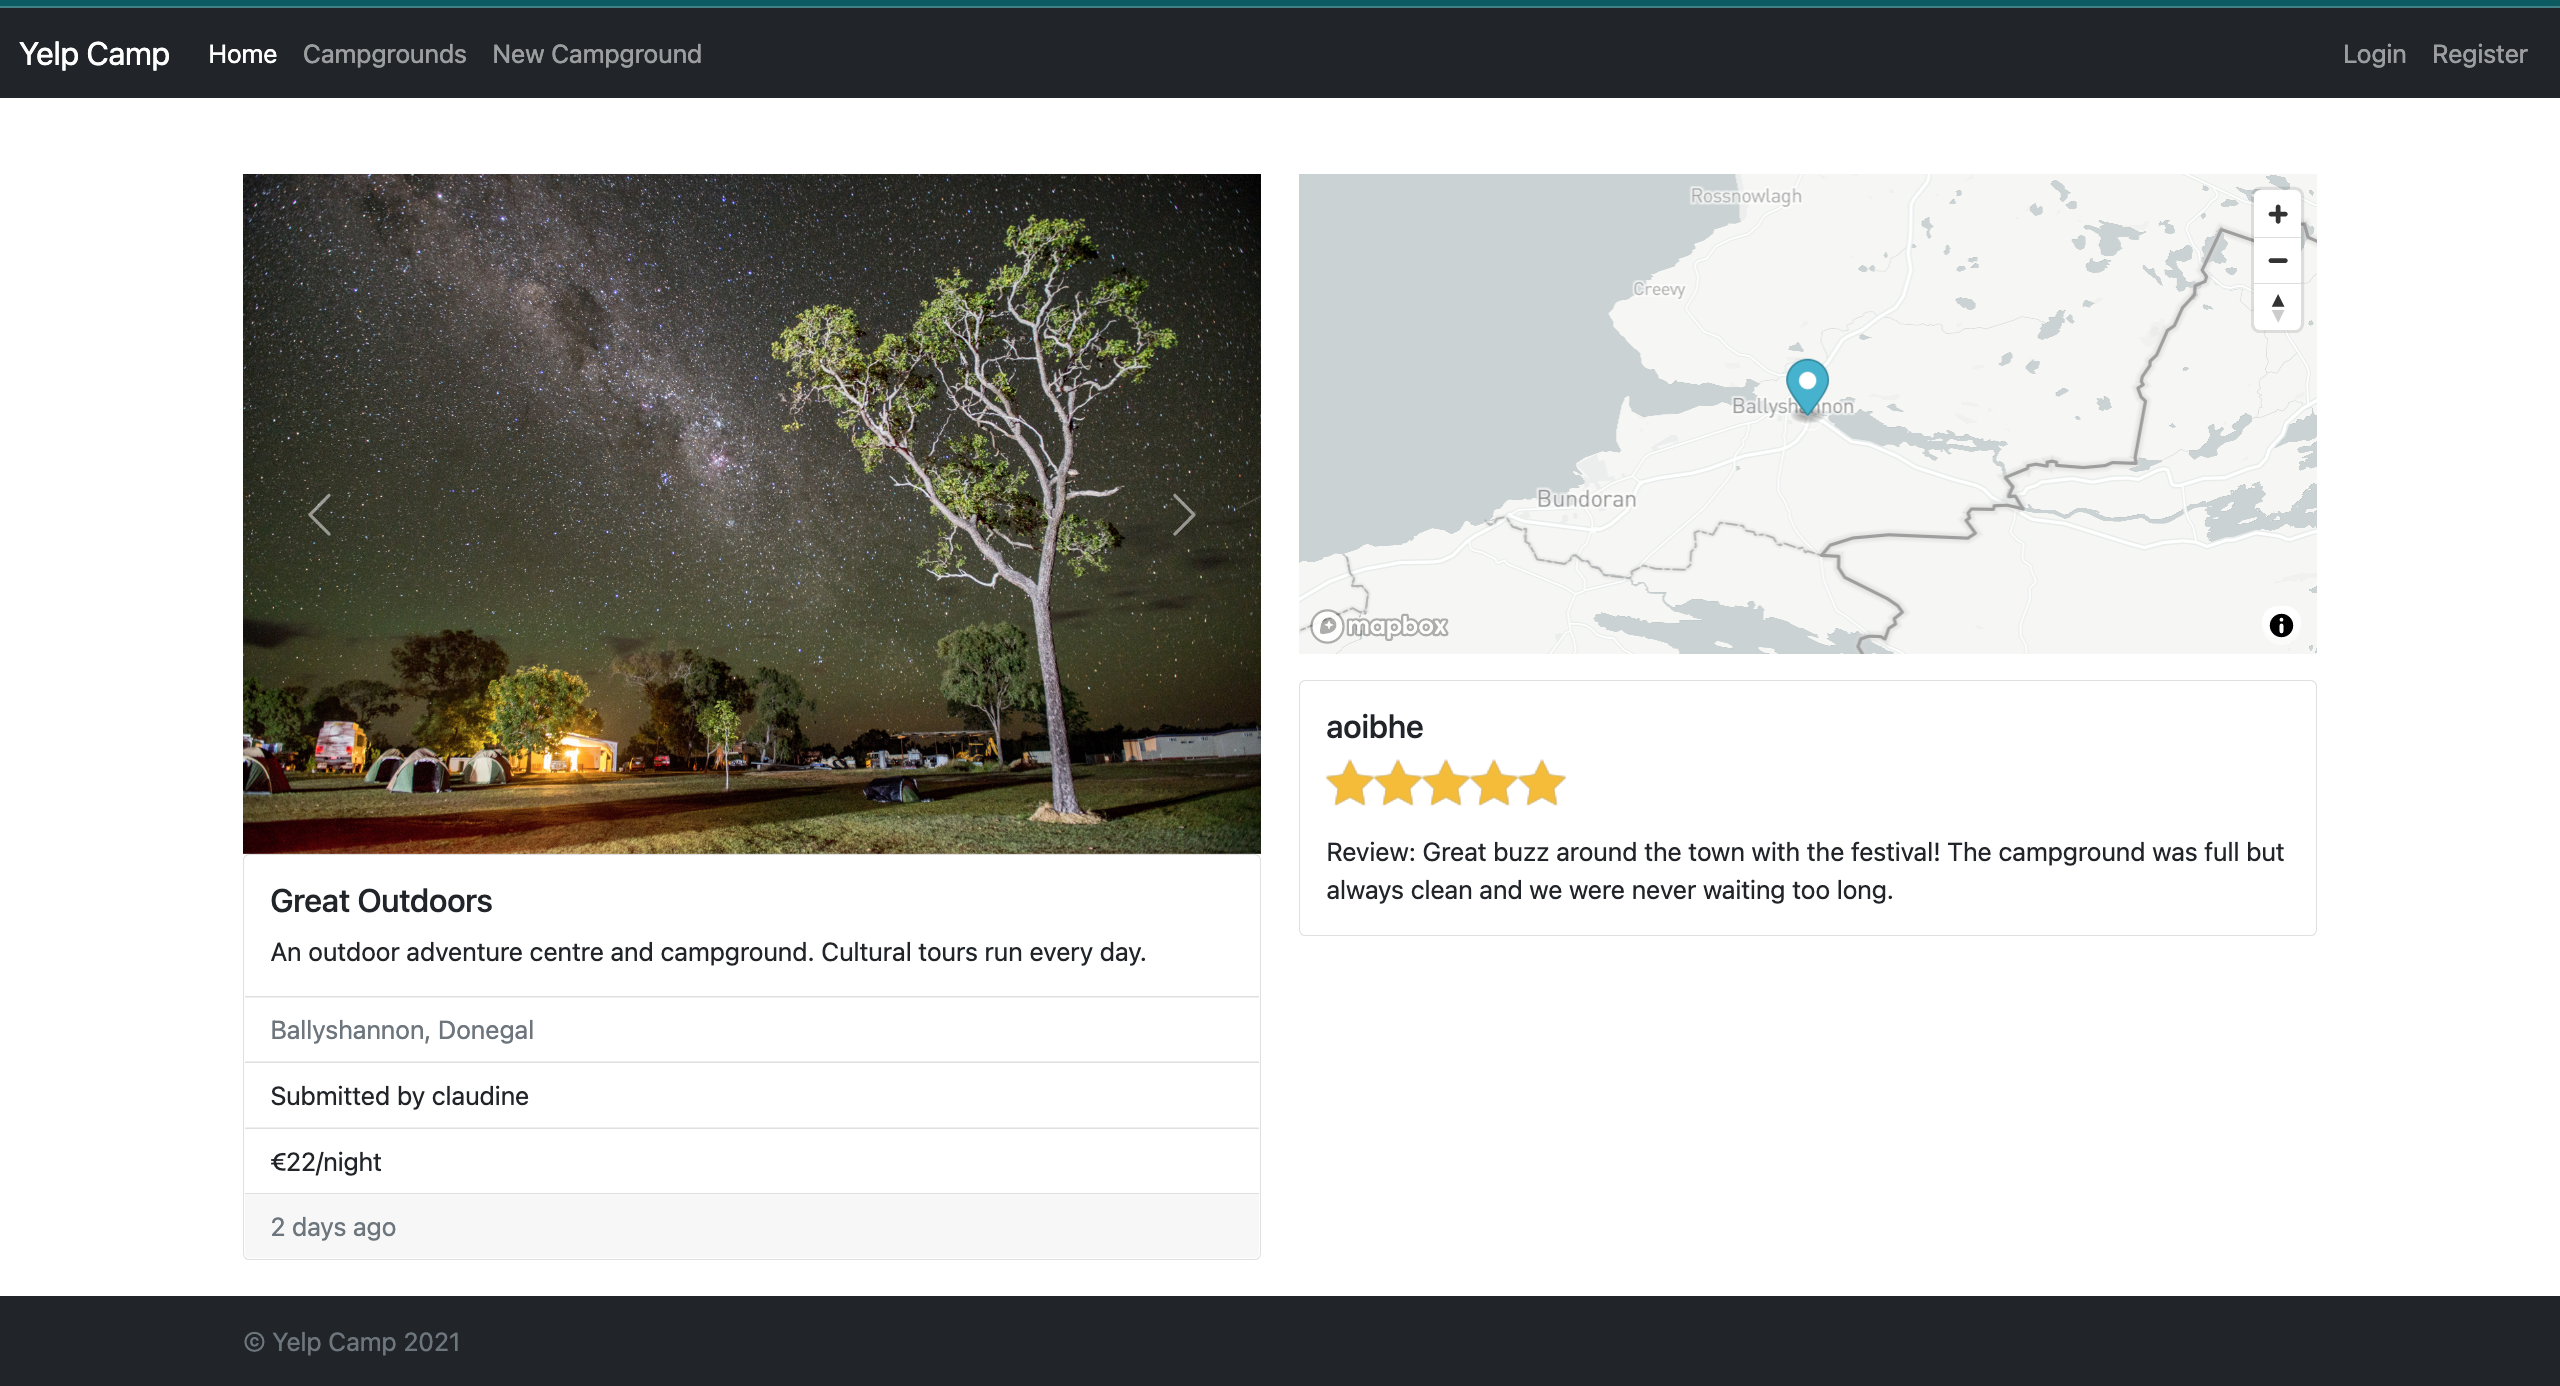 Yelp Camp Home Campgrounds New Campground Login Register
Great Outdoors
An outdoor adventure centre and campground. Cultural tours run every day.
Ballyshannon, Donegal
Submitted by claudine
€22/night
2 days ago
Rossnowlagh
Creevy
Ballyshannon
Bundoran
mapbox
aoibhe
Review: Great buzz around the town with the festival! The campground was full but
always clean and we were never waiting too long.
© Yelp Camp 2021